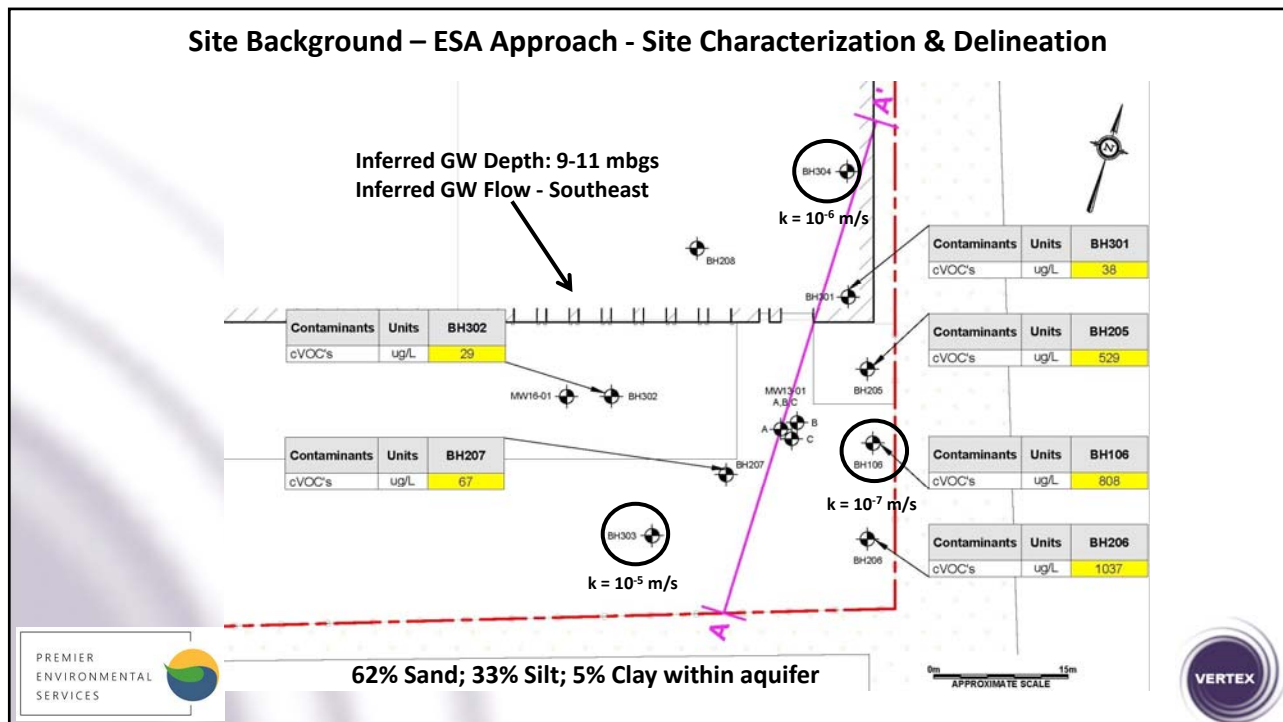 Site Background – ESA Approach - Site Characterization & Delineation
Inferred GW Depth: 9-11 mbgs
Inferred GW Flow - Southeast
A'
N
BH304
k = 10⁻⁶ m/s
BH208
BH301
Contaminants Units BH301
cVOC's ug/L 38
Contaminants Units BH302
cVOC's ug/L 29
Contaminants Units BH205
cVOC's ug/L 529
BH205
MW16-01
BH302
MW13-01
A,B,C
A
B
C
Contaminants Units BH207
cVOC's ug/L 67
BH207
BH106
k = 10⁻⁷ m/s
Contaminants Units BH106
cVOC's ug/L 808
BH303
k = 10⁻⁵ m/s
BH206
Contaminants Units BH206
cVOC's ug/L 1037
A
62% Sand; 33% Silt; 5% Clay within aquifer
0m 15m
APPROXIMATE SCALE
PREMIER
ENVIRONMENTAL
SERVICES
VERTEX